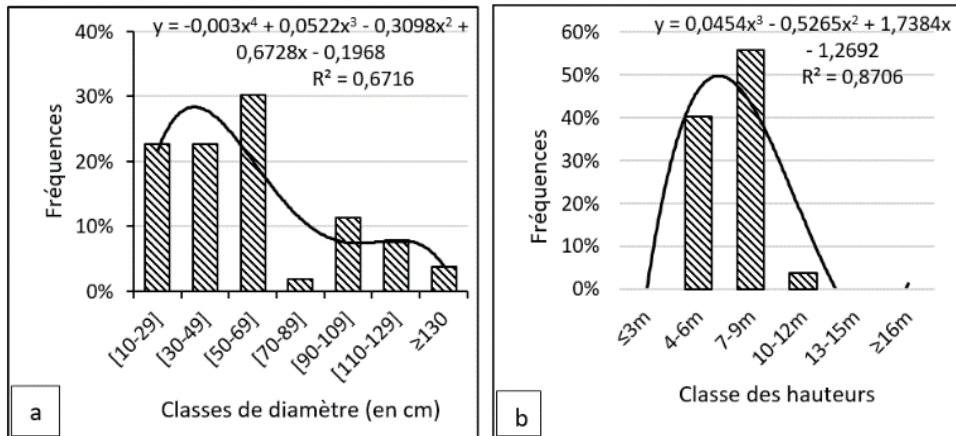 y = -0,003x⁴ + 0,0522x³ - 0,3098x² +
0,6728x - 0,1968
R² = 0,6716
40%
30%
20%
10%
0%
Fréquences
[10-29]
[30-49]
[50-69]
[70-89]
[90-109]
[110-129]
≥130
Classes de diamètre (en cm)
a
y = 0,0454x³ - 0,5265x² + 1,7384x
- 1,2692
R² = 0,8706
60%
50%
40%
30%
20%
10%
0%
Fréquences
≤3m
4-6m
7-9m
10-12m
13-15m
≥16m
Classe des hauteurs
b